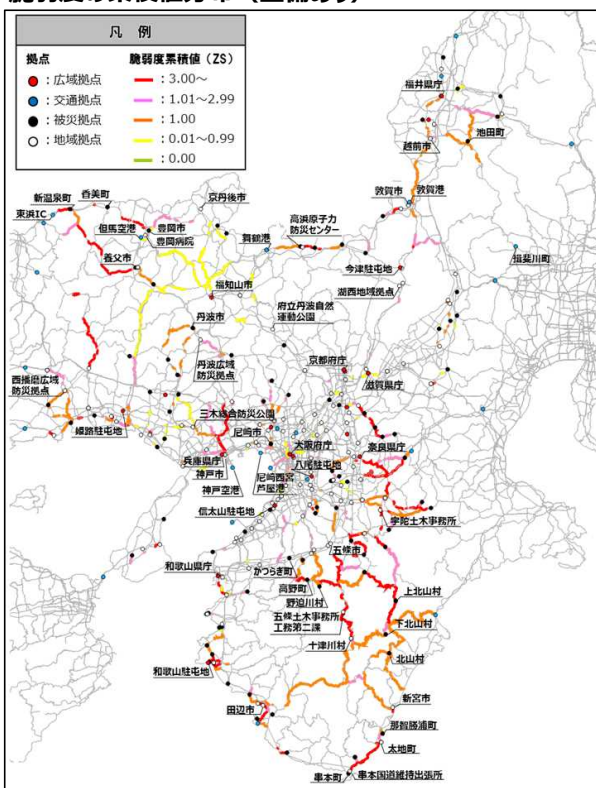 脆弱度の累積値分布（整備あり）
凡 例
拠点
脆弱度累積値（ZS）
：広域拠点
：3.00～
：交通拠点
：1.01～2.99
：被災拠点
：1.00
：地域拠点
：0.01～0.99
：0.00
福井県庁
池田町
越前市
敦賀市
敦賀港
新温泉町
香美町
京丹後市
東浜IC
但馬空港
豊岡市
豊岡病院
舞鶴港
高浜原子力
防災センター
養父市
今津駐屯地
揖斐川町
福知山市
湖西地域拠点
府立丹波自然
運動公園
丹波市
京都府庁
丹波広域
防災拠点
滋賀県庁
西播磨広域
防災拠点
三木総合防災公園
姫路駐屯地
尼崎市
大阪府庁
奈良県庁
兵庫県庁
八尾駐屯地
神戸市
尼崎西宮
芦屋港
神戸空港
信太山駐屯地
宇陀土木事務所
五條市
和歌山県庁
かつらぎ町
高野町
上北山村
野迫川村
五條土木事務所
工務第二課
下北山村
十津川村
北山村
和歌山駐屯地
新宮市
田辺市
那智勝浦町
太地町
串本町
串本国道維持出張所